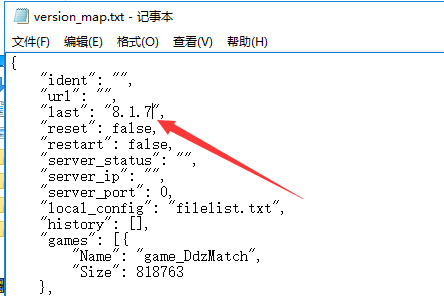 version_map.txt - 记事本
文件(F) 编辑(E) 格式(O) 查看(V) 帮助(H)
{
    "ident": "",
    "url": "",
    "last": "8.1.7",
    "reset": false,
    "restart": false,
    "server_status": "",
    "server_ip": "",
    "server_port": 0,
    "local_config": "filelist.txt",
    "history": [],
    "games": [{
        "Name": "game_DdzMatch",
        "Size": 818763
    },